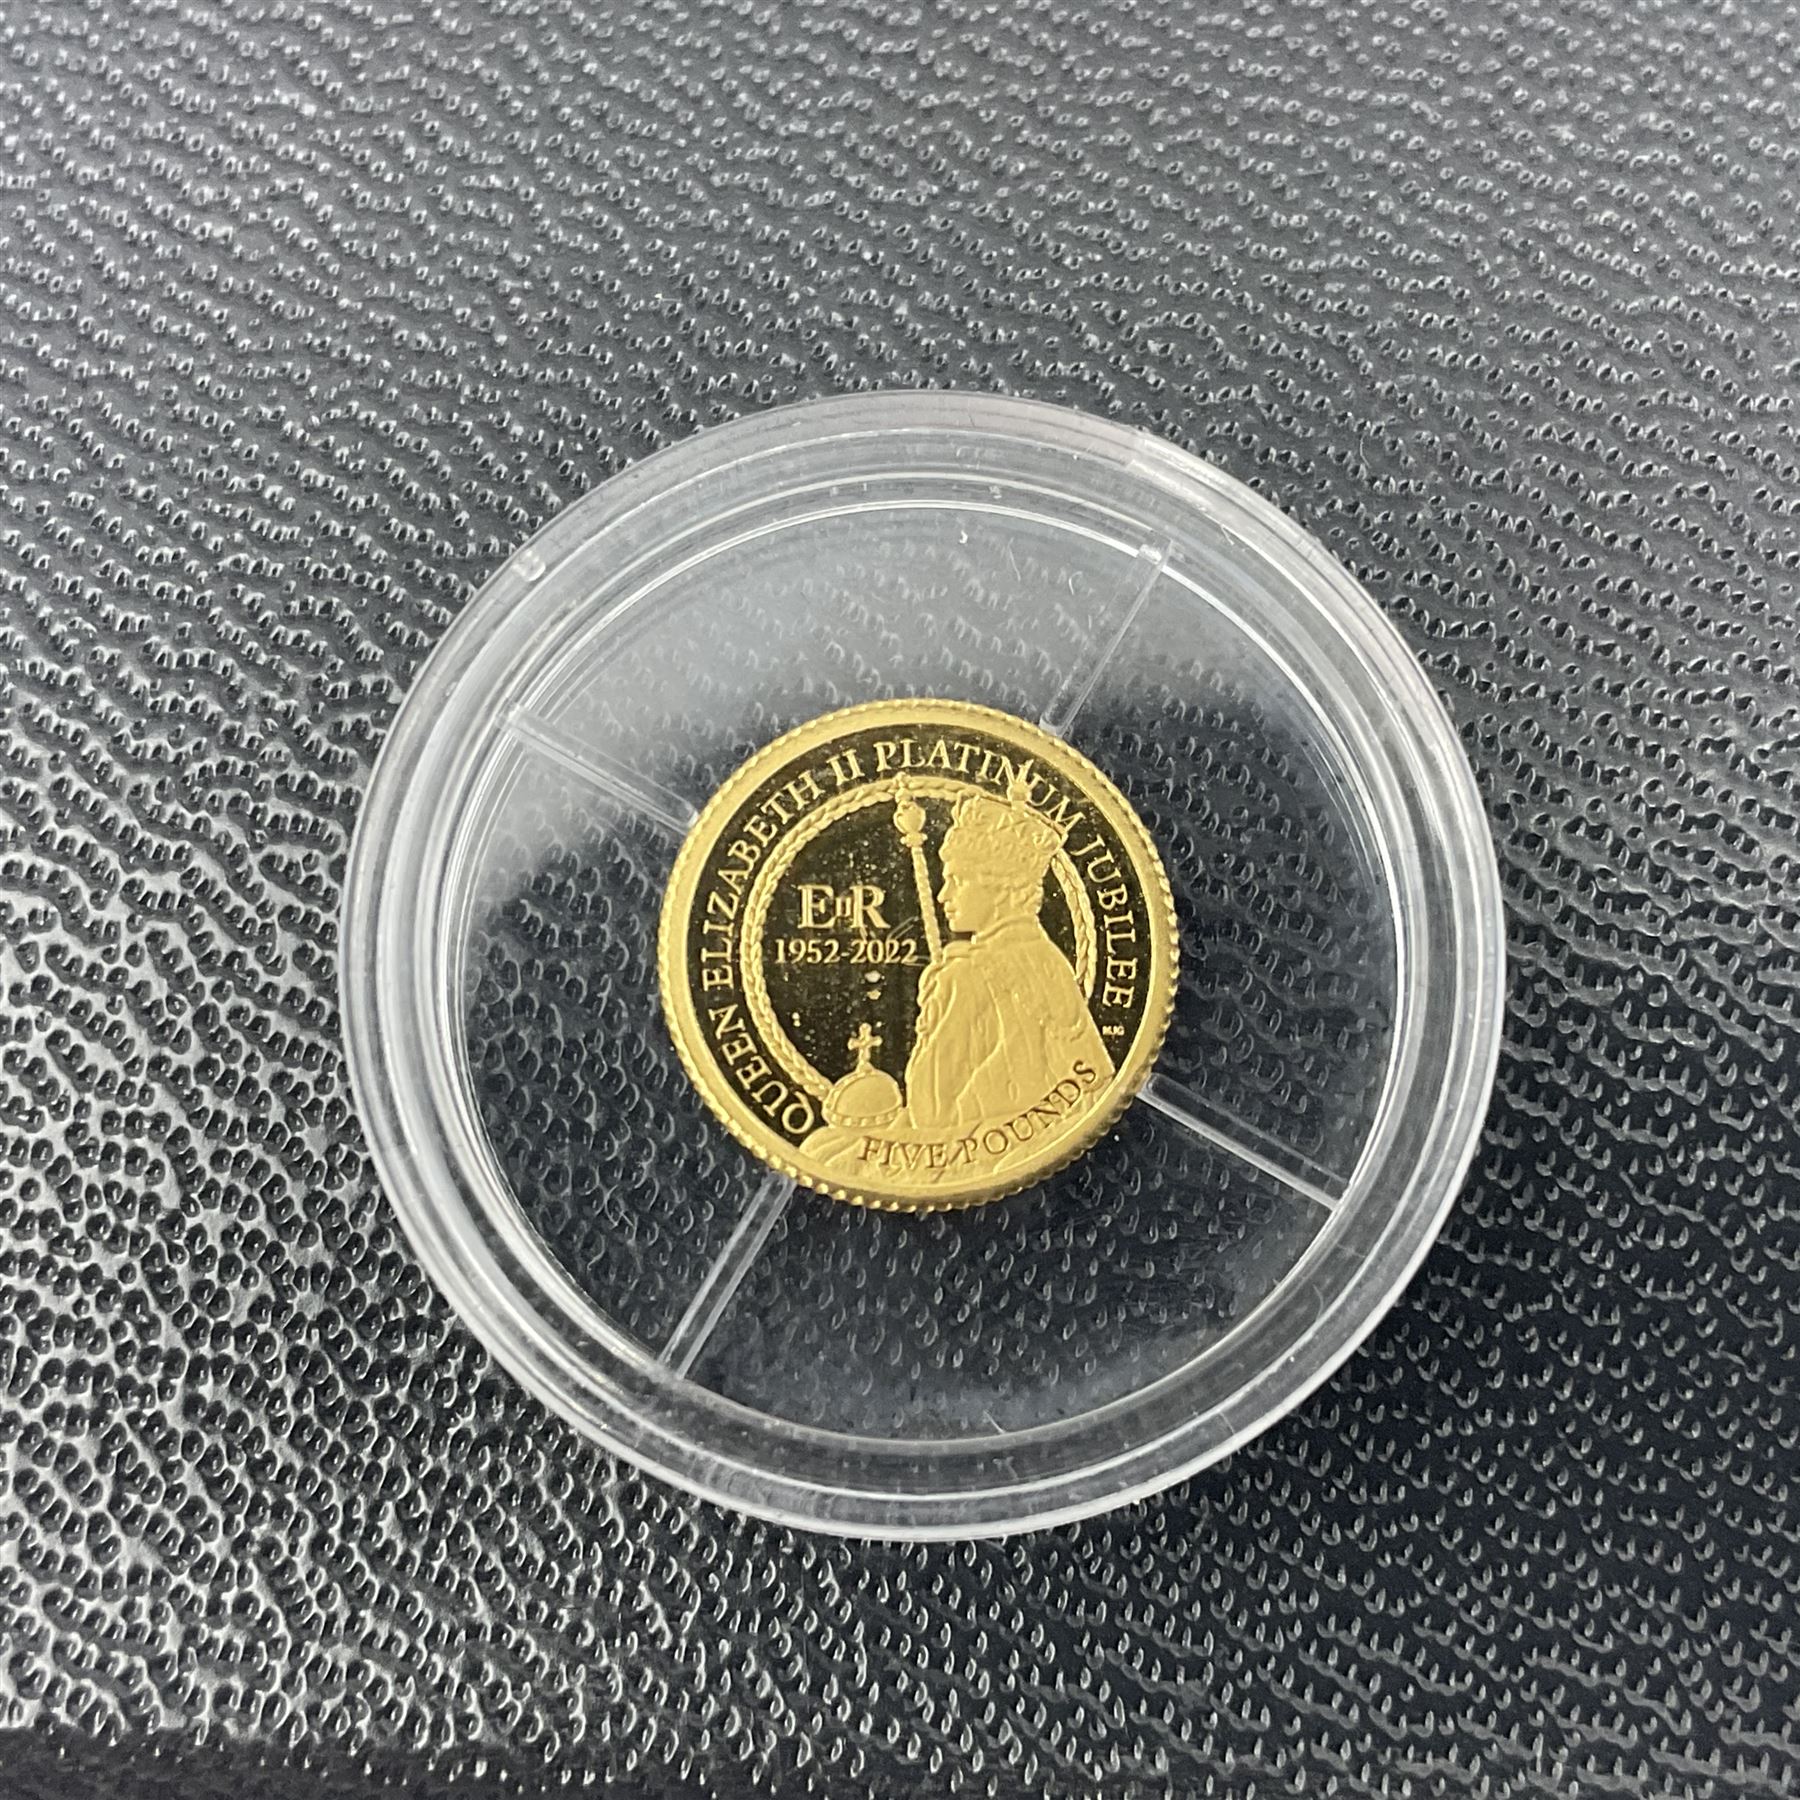 QUEEN ELIZABETH II PLATINUM JUBILEE
EIIR
1952-2022
FIVE POUNDS